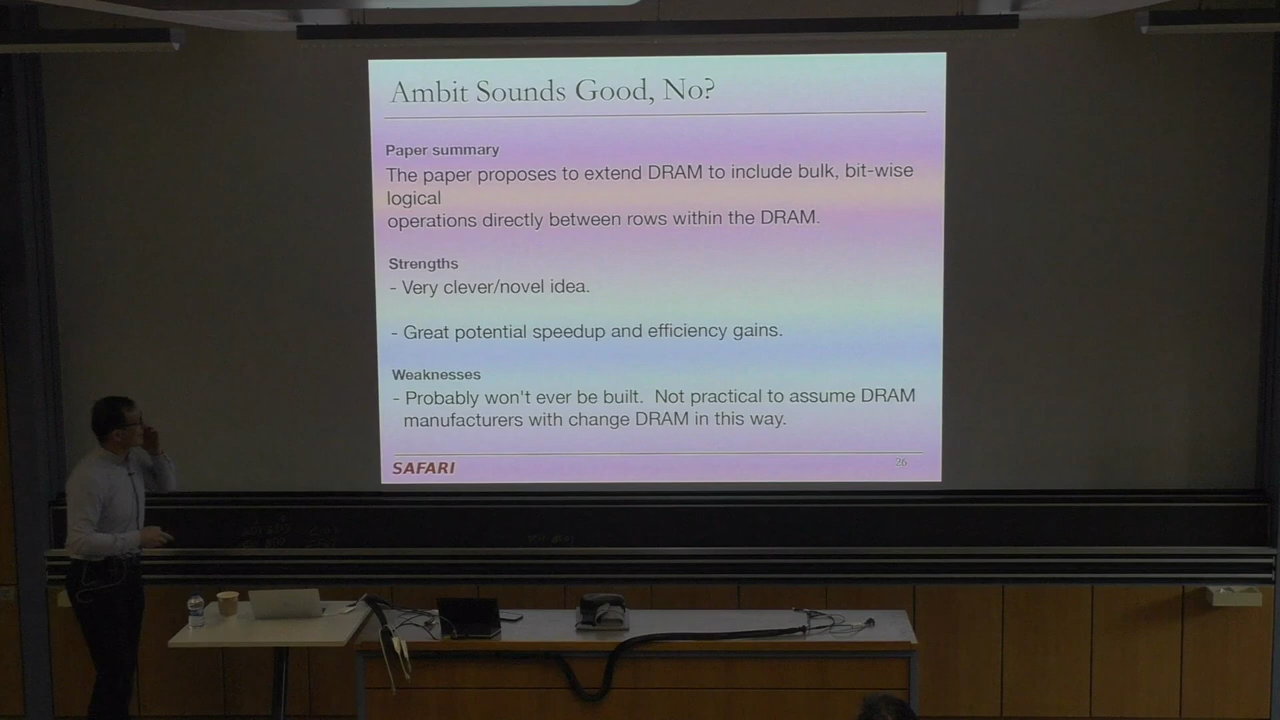 Ambit Sounds Good, No?
Paper summary
The paper proposes to extend DRAM to include bulk, bit-wise
logical
operations directly between rows within the DRAM.
Strengths
- Very clever/novel idea.
- Great potential speedup and efficiency gains.
Weaknesses
- Probably won't ever be built.  Not practical to assume DRAM
manufacturers with change DRAM in this way.
SAFARI
26